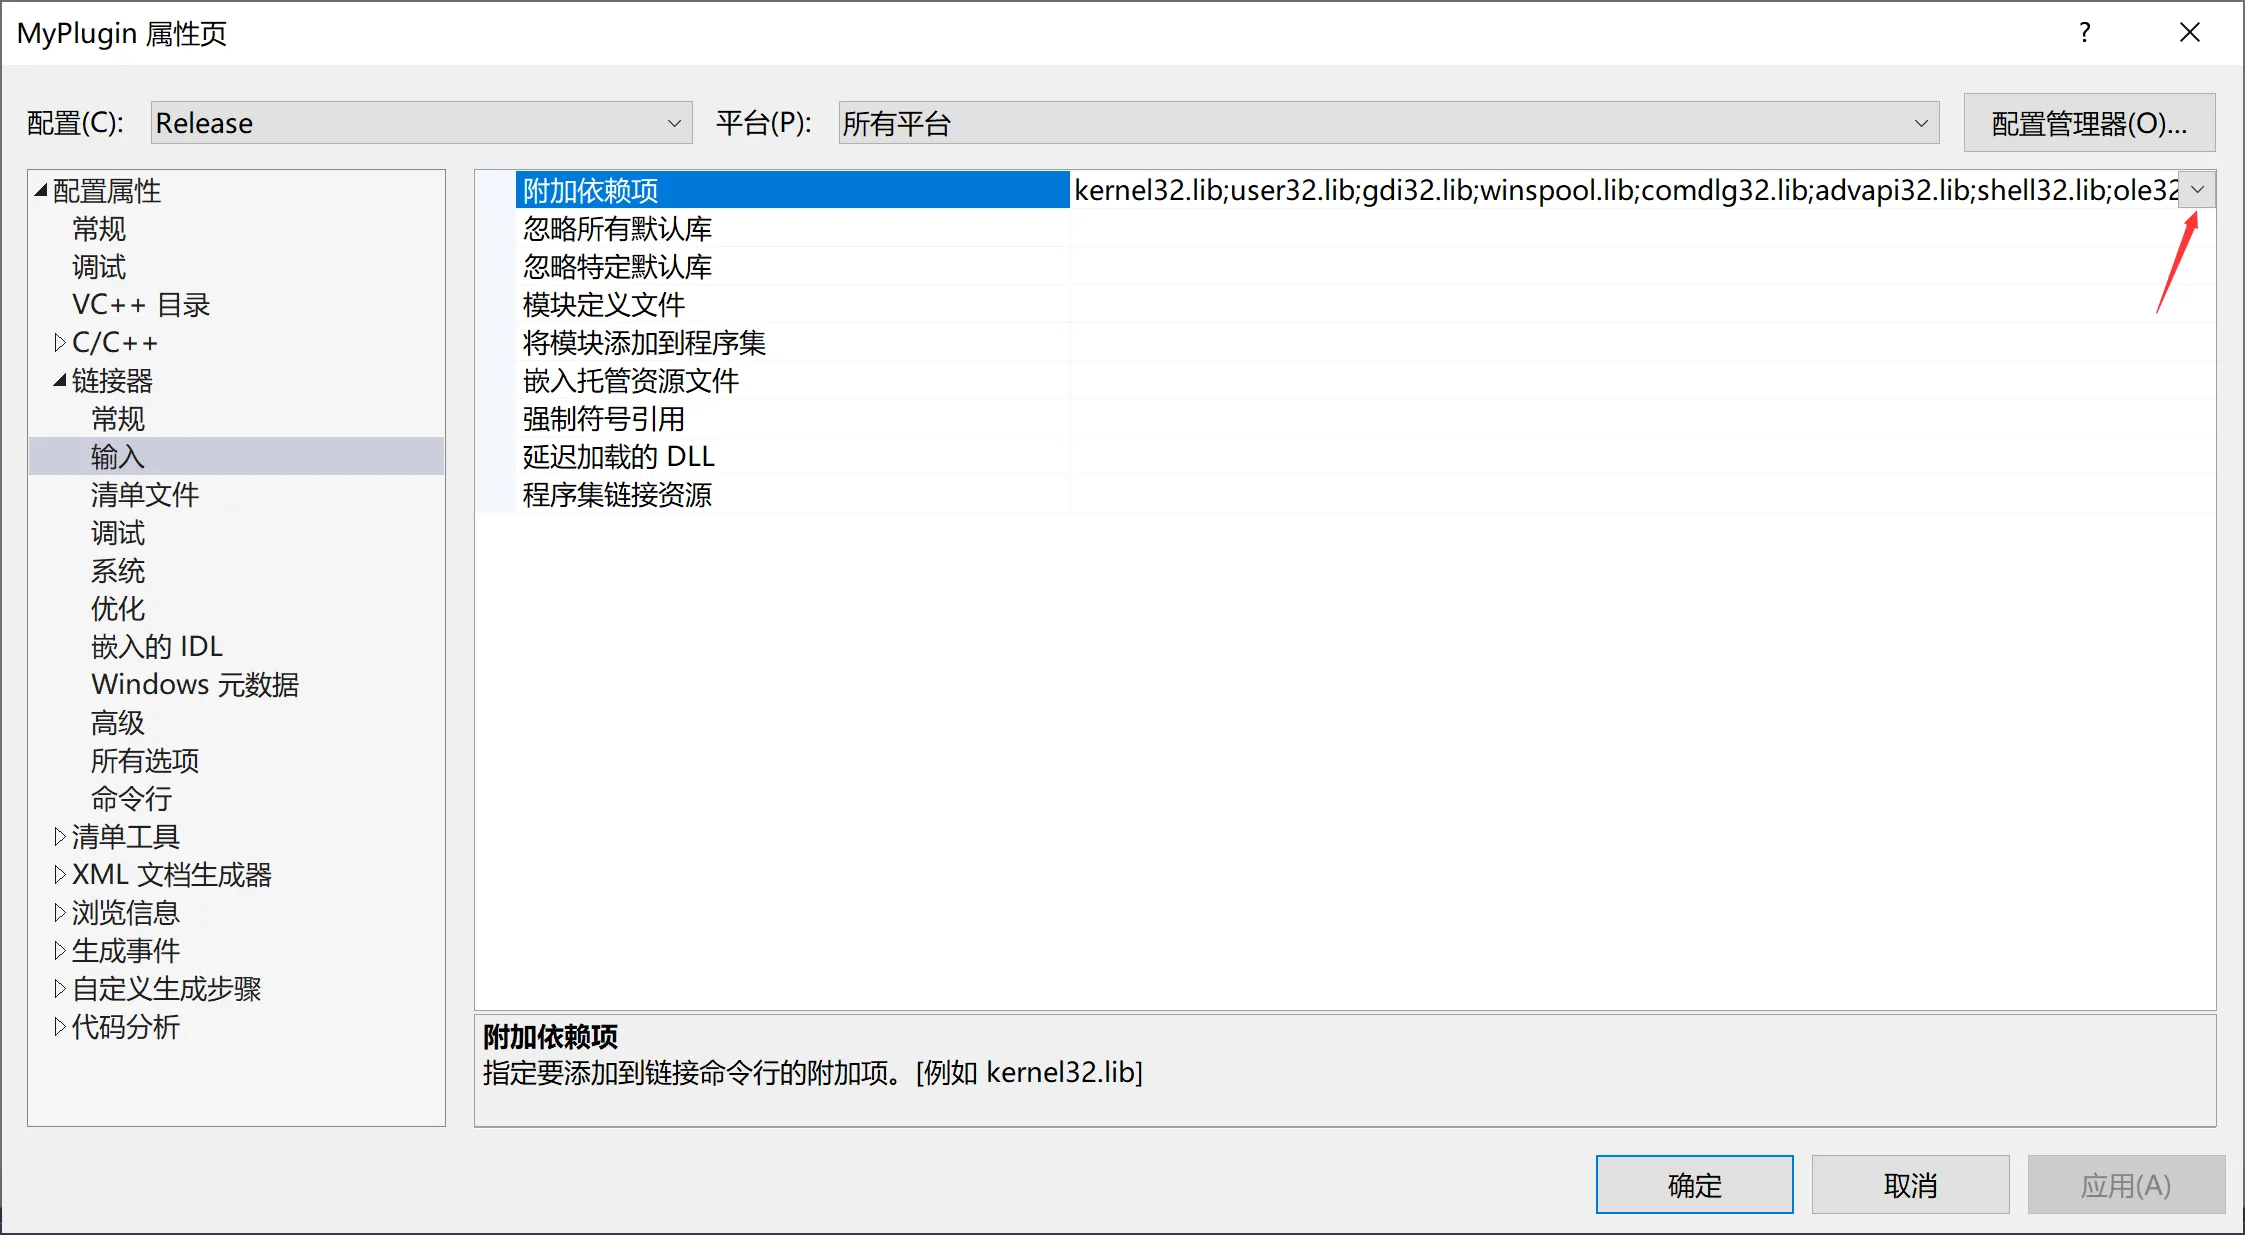 MyPlugin 属性页
?
配置(C):
Release
平台(P):
所有平台
配置管理器(O)...
配置属性
常规
调试
VC++ 目录
C/C++
链接器
常规
输入
清单文件
调试
系统
优化
嵌入的 IDL
Windows 元数据
高级
所有选项
命令行
清单工具
XML 文档生成器
浏览信息
生成事件
自定义生成步骤
代码分析
附加依赖项 kernel32.lib;user32.lib;gdi32.lib;winspool.lib;comdlg32.lib;advapi32.lib;shell32.lib;ole32
忽略所有默认库
忽略特定默认库
模块定义文件
将模块添加到程序集
嵌入托管资源文件
强制符号引用
延迟加载的 DLL
程序集链接资源
附加依赖项
指定要添加到链接命令行的附加项。[例如 kernel32.lib]
确定
取消
应用(A)